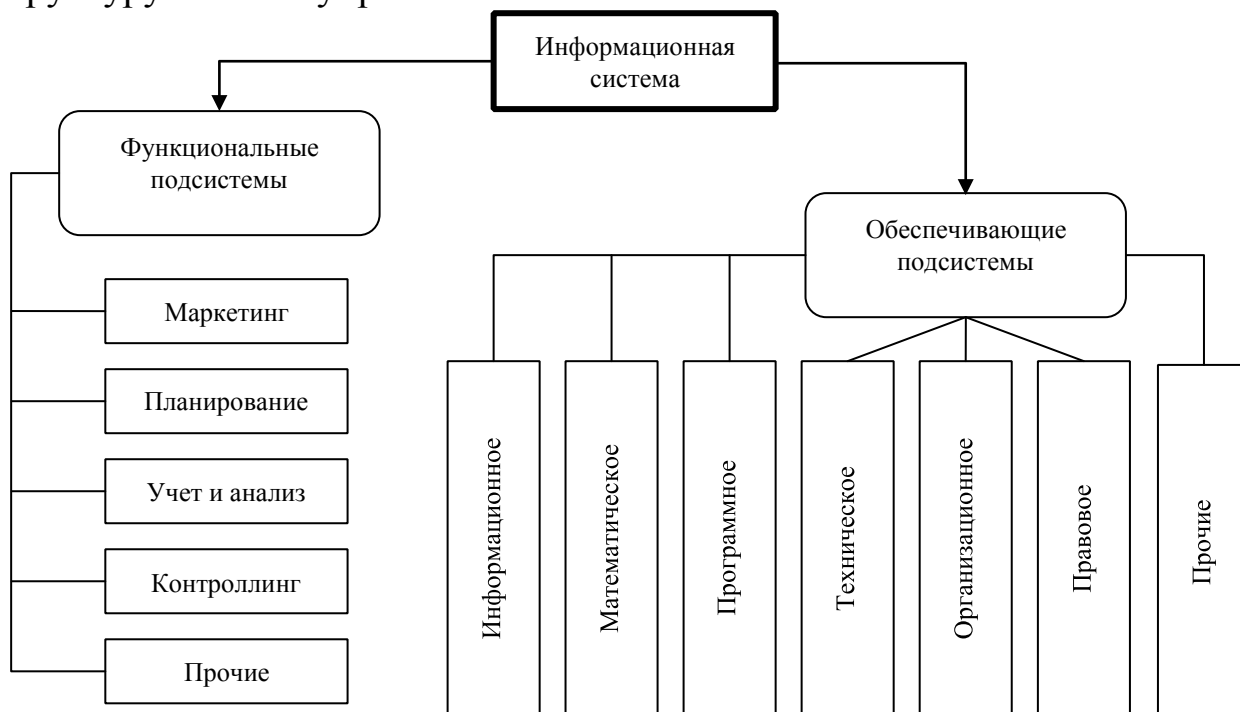 Информационная
система
Функциональные
подсистемы
Обеспечивающие
подсистемы
Маркетинг
Планирование
Учет и анализ
Контроллинг
Прочие
Информационное
Математическое
Программное
Техническое
Организационное
Правовое
Прочие